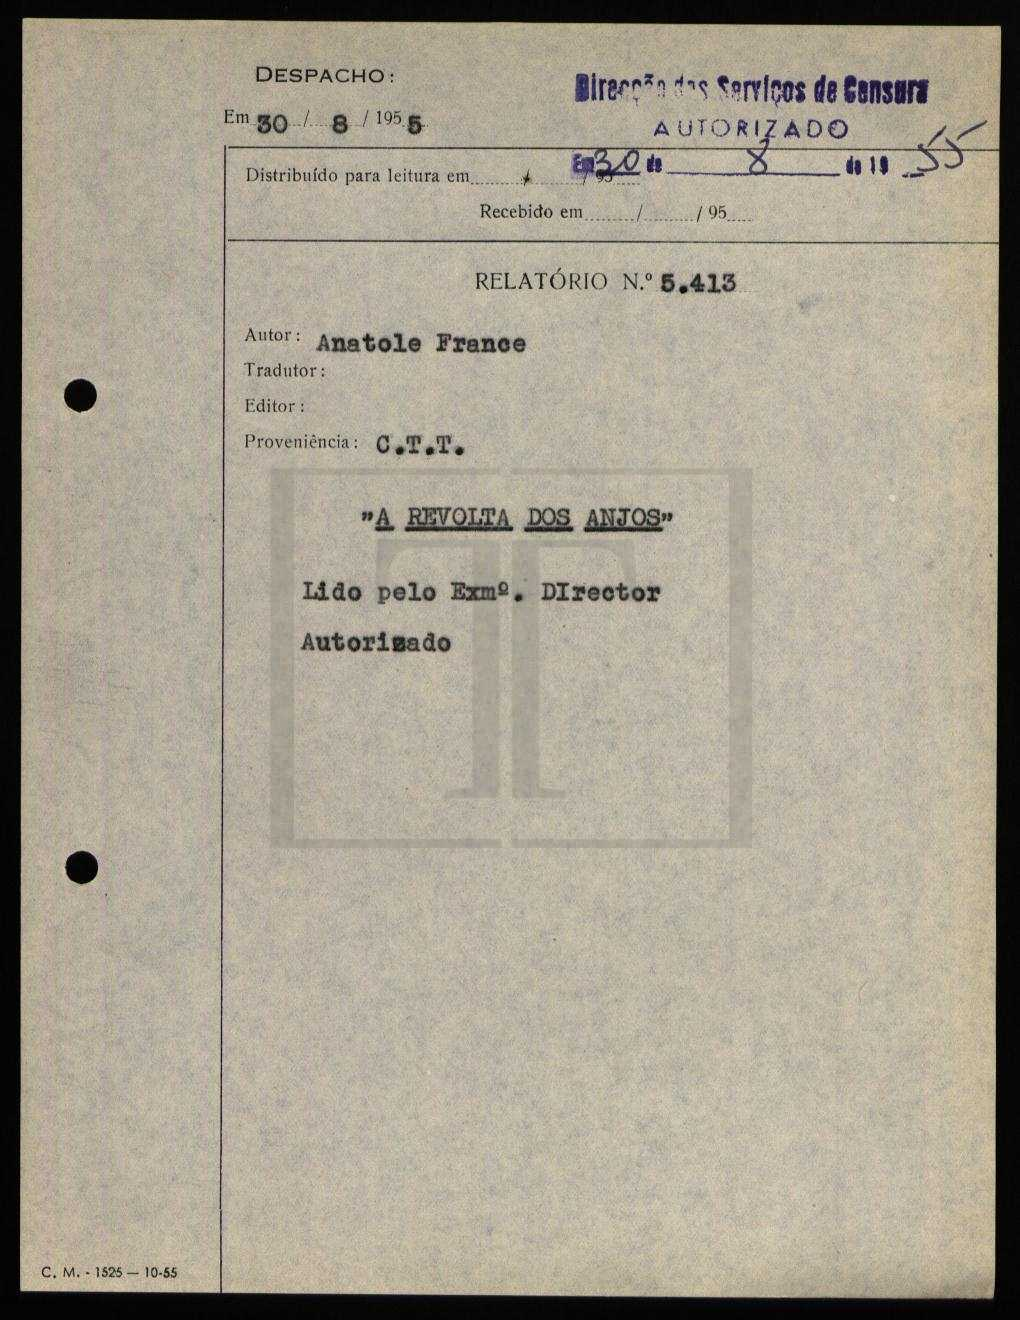 DESPACHO:
Em 30 / 8 / 1955
Direcção dos Serviços de Censura
AUTORIZADO
Em 30 de 8 de 19 55
Distribuído para leitura em / / 95
Recebido em / / 95
RELATÓRIO N.º 5.413
Autor: Anatole France
Tradutor:
Editor:
Proveniência: C.T.T.
"A REVOLTA DOS ANJOS"
Lido pelo Exmº. DIrector
Autorizado
C. M. - 1525 — 10-55